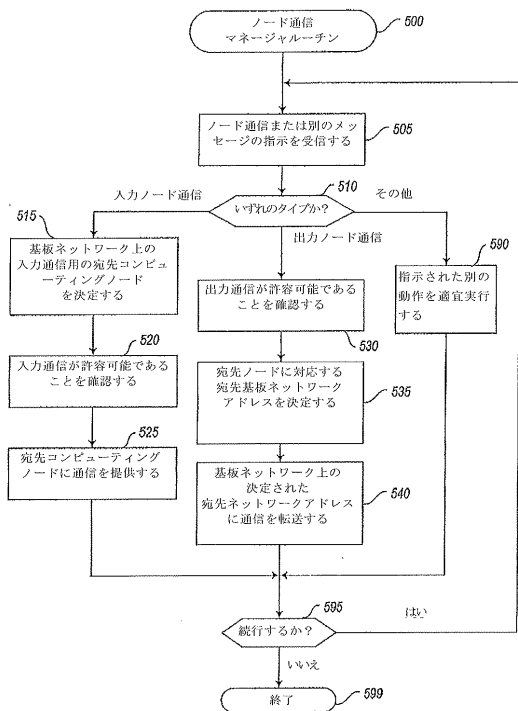 ノード通信
マネージャルーチン
500
ノード通信または別のメッ
セージの指示を受信する
505
510
いずれのタイプか?
入力ノード通信
出力ノード通信
その他
515
基板ネットワーク上の
入力通信用の宛先コンピュ
ーティングノード
を決定する
520
入力通信が許容可能である
ことを確認する
525
宛先コンピューティング
ノードに通信を提供する
出力通信が許容可能である
ことを確認する
530
宛先ノードに対応する
宛先基板ネットワーク
アドレスを決定する
535
基板ネットワーク上の
決定された
宛先ネットワークアドレス
に通信を転送する
540
590
指示された別の
動作を適宜実行
する
595
続行するか?
はい
いいえ
終了
599